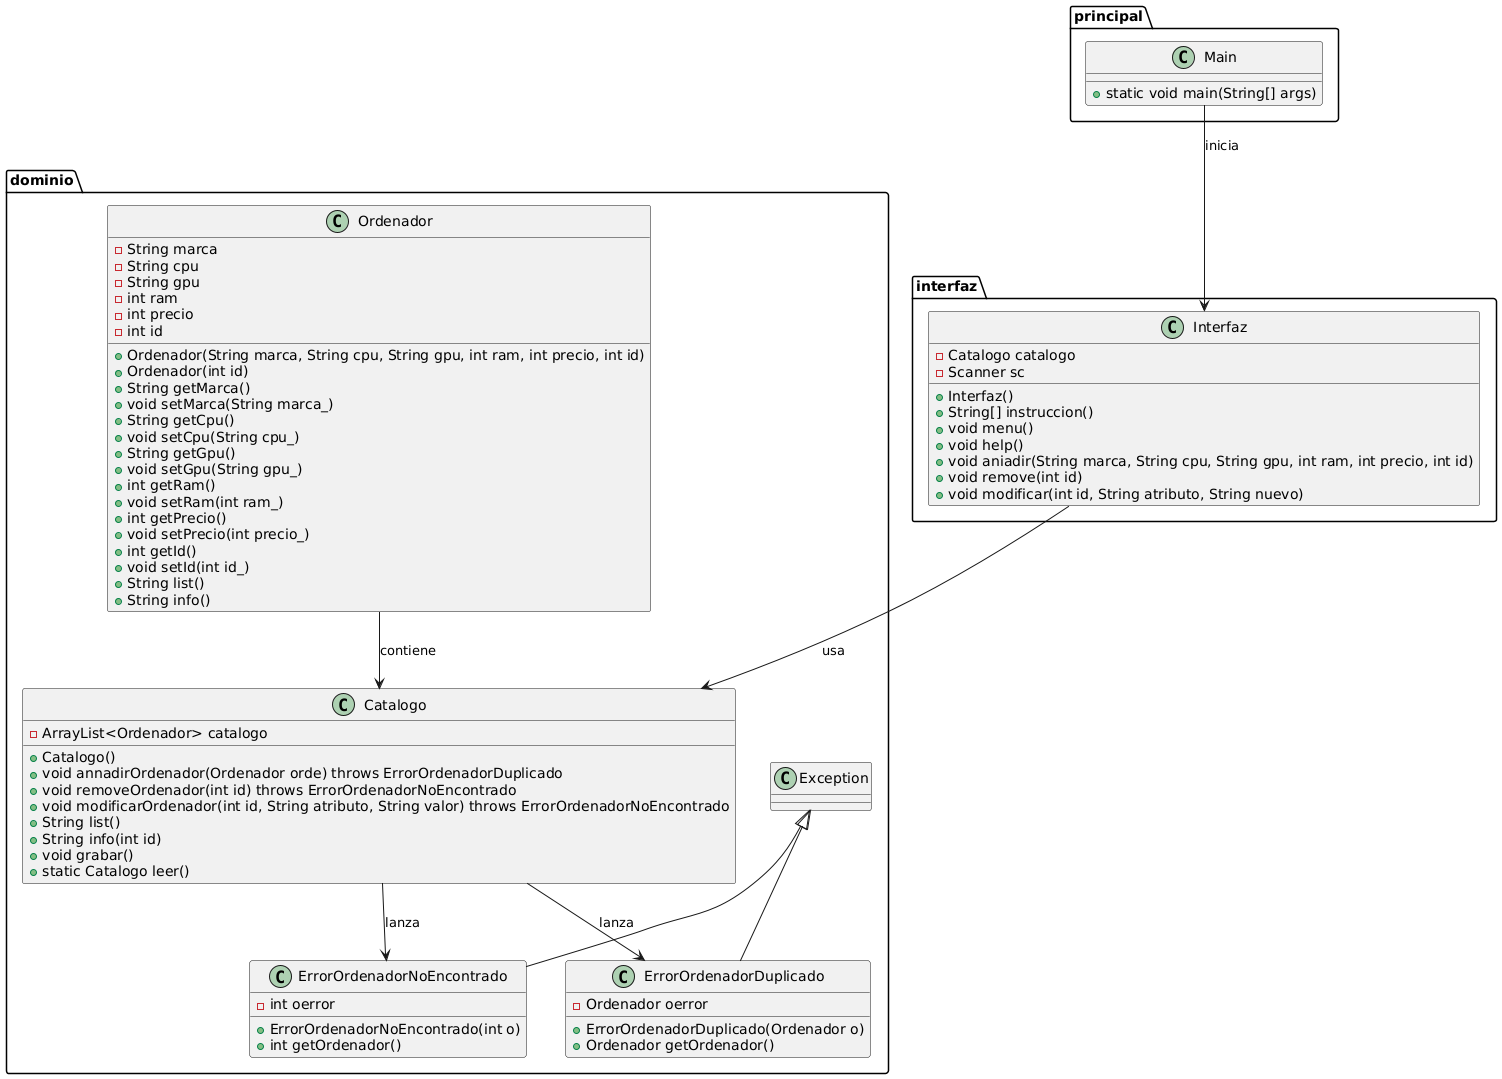 principal
C Main
static void main(String[] args)
inicia
dominio
C Ordenador
String marca
String cpu
String gpu
int ram
int precio
int id
Ordenador(String marca, String cpu, String gpu, int ram, int precio, int id)
Ordenador(int id)
String getMarca()
void setMarca(String marca_)
String getCpu()
void setCpu(String cpu_)
String getGpu()
void setGpu(String gpu_)
int getRam()
void setRam(int ram_)
int getPrecio()
void setPrecio(int precio_)
int getId()
void setId(int id_)
String list()
String info()
interfaz
C Interfaz
Catalogo catalogo
Scanner sc
Interfaz()
String[] instruccion()
void menu()
void help()
void aniadir(String marca, String cpu, String gpu, int ram, int precio, int id)
void remove(int id)
void modificar(int id, String atributo, String nuevo)
contiene
usa
C Catalogo
ArrayList<Ordenador> catalogo
Catalogo()
void annadirOrdenador(Ordenador orde) throws ErrorOrdenadorDuplicado
void removeOrdenador(int id) throws ErrorOrdenadorNoEncontrado
void modificarOrdenador(int id, String atributo, String valor) throws ErrorOrdenadorNoEncontrado
String list()
String info(int id)
void grabar()
static Catalogo leer()
C Exception
lanza
lanza
C ErrorOrdenadorNoEncontrado
int oerror
ErrorOrdenadorNoEncontrado(int o)
int getOrdenador()
C ErrorOrdenadorDuplicado
Ordenador oerror
ErrorOrdenadorDuplicado(Ordenador o)
Ordenador getOrdenador()